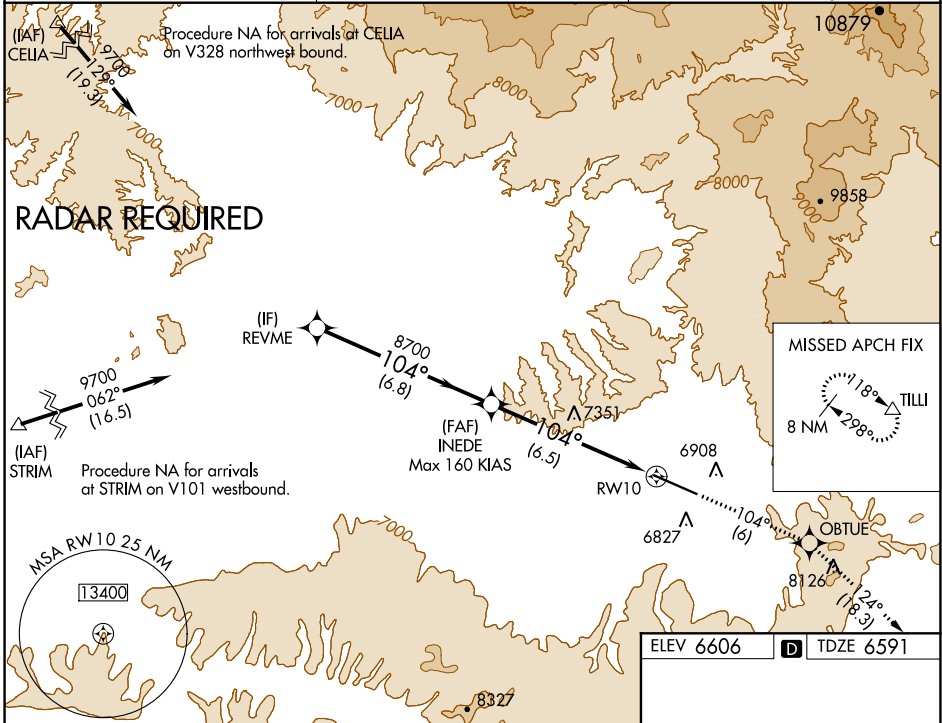 10879
(IAF)
CELIA
9700
129°
(19.3)
Procedure NA for arrivals at CELIA
on V328 northwest bound.
7000
8000
7000
8000
9858
9000
RADAR REQUIRED
(IF)
REVME
8700
104°
(6.8)
MISSED APCH FIX
118°
TILLI
8 NM
298°
9700
062°
(16.5)
(IAF)
STRIM
(FAF)
INEDE
Max 160 KIAS
7351
104°
(6.5)
6908
RW10
Procedure NA for arrivals
at STRIM on V101 westbound.
6827
104°
(6)
OBTUE
7000
MSA RW10 25 NM
13400
8126
124°
(18.3)
ELEV 6606
D
TDZE 6591
8327